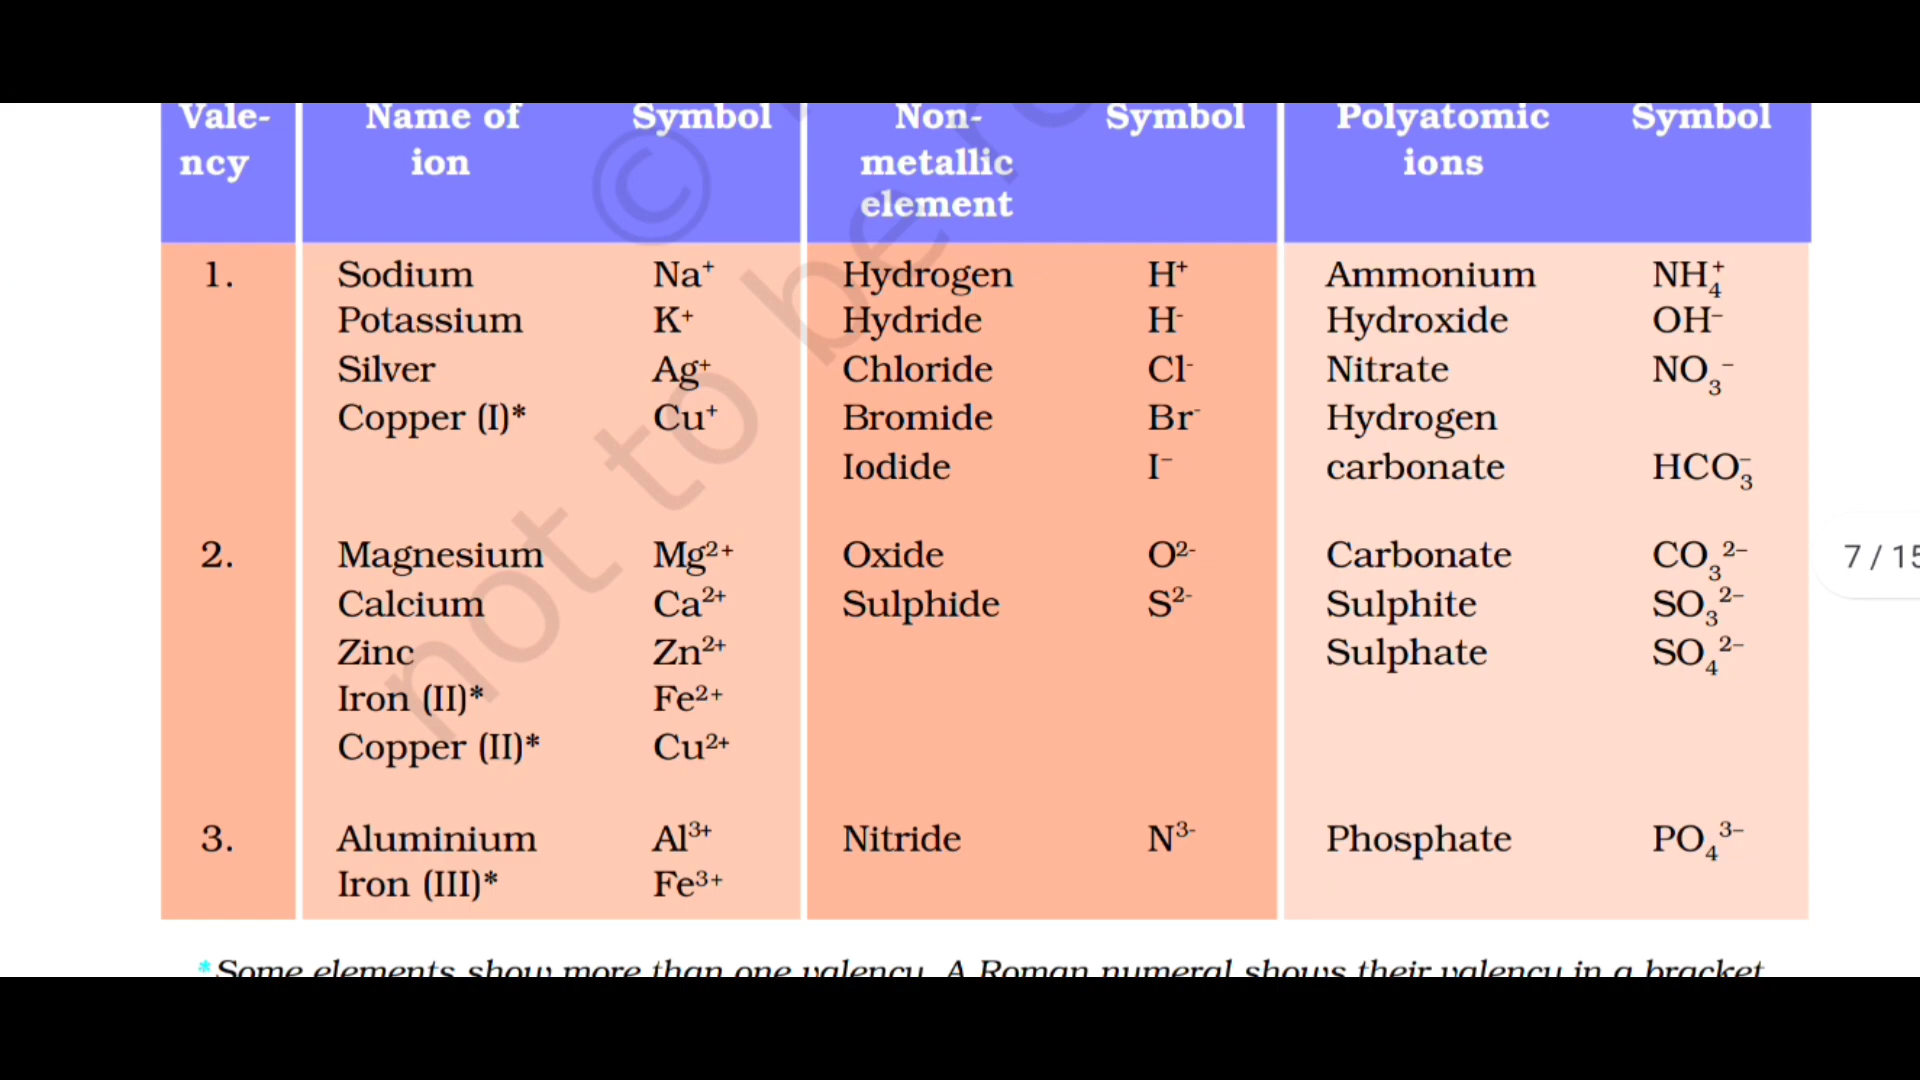 Vale- Name of Symbol Non- Symbol Polyatomic Symbol
ncy ion metallic ions
element
1. Sodium Na⁺ Hydrogen H⁺ Ammonium NH₄⁺
Potassium K⁺ Hydride H⁻ Hydroxide OH⁻
Silver Ag⁺ Chloride Cl⁻ Nitrate NO₃⁻
Copper (I)* Cu⁺ Bromide Br⁻ Hydrogen
Iodide I⁻ carbonate HCO₃⁻
2. Magnesium Mg²⁺ Oxide O²⁻ Carbonate CO₃²⁻
7 / 15
Calcium Ca²⁺ Sulphide S²⁻ Sulphite SO₃²⁻
Zinc Zn²⁺ Sulphate SO₄²⁻
Iron (II)* Fe²⁺
Copper (II)* Cu²⁺
3. Aluminium Al³⁺ Nitride N³⁻ Phosphate PO₄³⁻
Iron (III)* Fe³⁺
*Some elements show more than one valency. A Roman numeral shows their valency in a bracket
© 
not to be